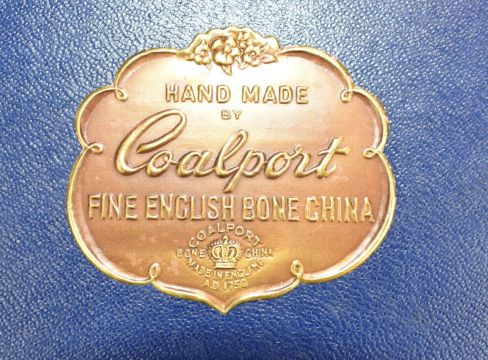 HAND MADE
BY
Coalport
FINE ENGLISH BONE CHINA
COALPORT
BONE CHINA
MADE IN ENGLAND
A.D. 1750